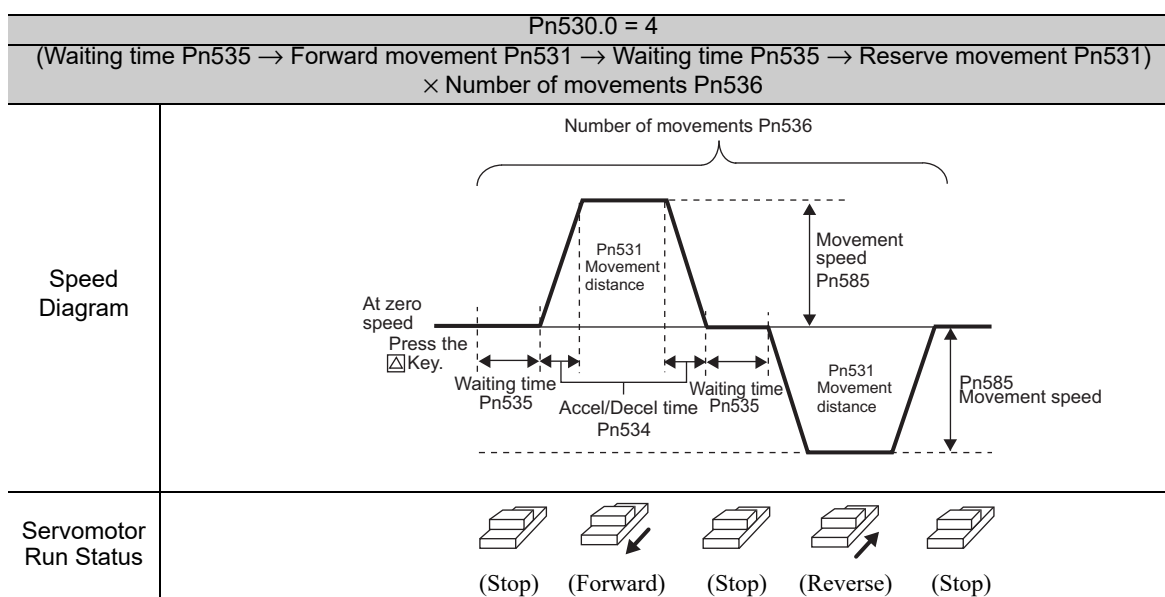 Pn530.0 = 4
(Waiting time Pn535 → Forward movement Pn531 → Waiting time Pn535 → Reserve movement Pn531)
× Number of movements Pn536
Speed
Diagram
Number of movements Pn536
Pn531
Movement
distance
Movement
speed
Pn585
At zero
speed
Press the
△Key.
Waiting time
Pn535
Accel/Decel time
Pn534
Waiting time
Pn535
Pn531
Movement
distance
Pn585
Movement speed
Servomotor
Run Status
(Stop) (Forward) (Stop) (Reverse) (Stop)